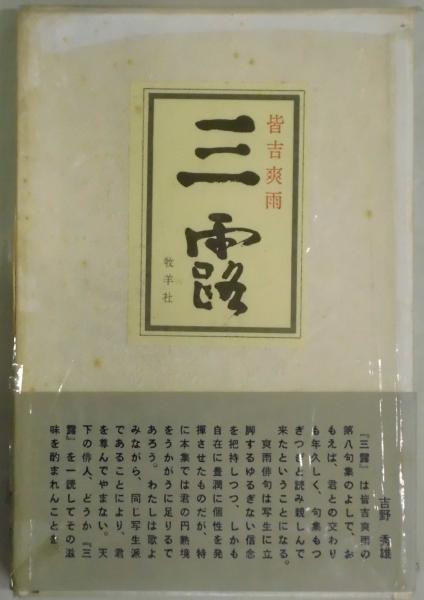 皆吉爽雨
三露
牧羊社
『三露』は皆吉爽雨の
第八句集のよしで、お
もえば、君との交わり
も年久しく、句集もつ
ぎつぎと読み親しんで
来たということになる。
爽雨俳句は写生に立
脚するゆるぎない信念
を把持しつつ、しかも
自在に豊潤に個性を発
揮させたものだが、特
に本集では君の円熟境
をうかがうに足りるで
あろう。わたしは歌よ
みながら、同じ写生派
であることにより、君
を尊んでやまない。天
下の俳人、どうか『三
露』を一読してその滋
味を酌まれんことを。
吉野秀雄